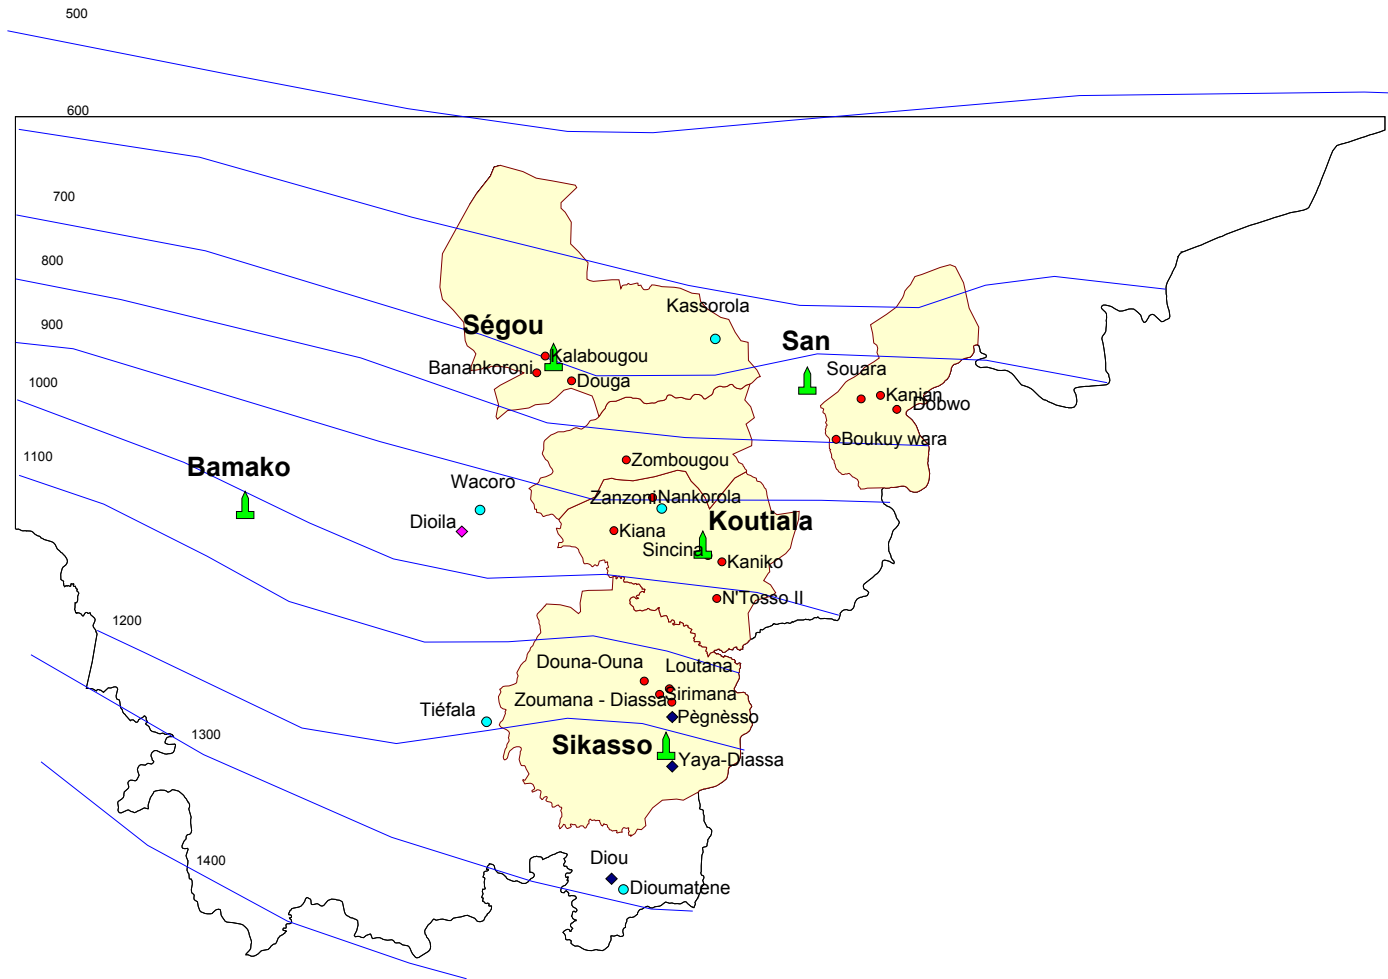 500
600
700
800
900
1000
1100
1200
1300
1400
Kassorola
Ségou
San
Kalabougou
Banankoroni
Souara
Douga
Kanian
Dobwo
Boukuy wara
Zombougou
Bamako
Wacoro
Zanzoni
Nankorola
Dioila
Koutiala
Kiana
Sincina
Kaniko
N'Tosso II
Douna-Ouna
Loutana
Zoumana - Diassa
Sirimana
Tiéfala
Pègnèsso
Sikasso
Yaya-Diassa
Diou
Dioumatene